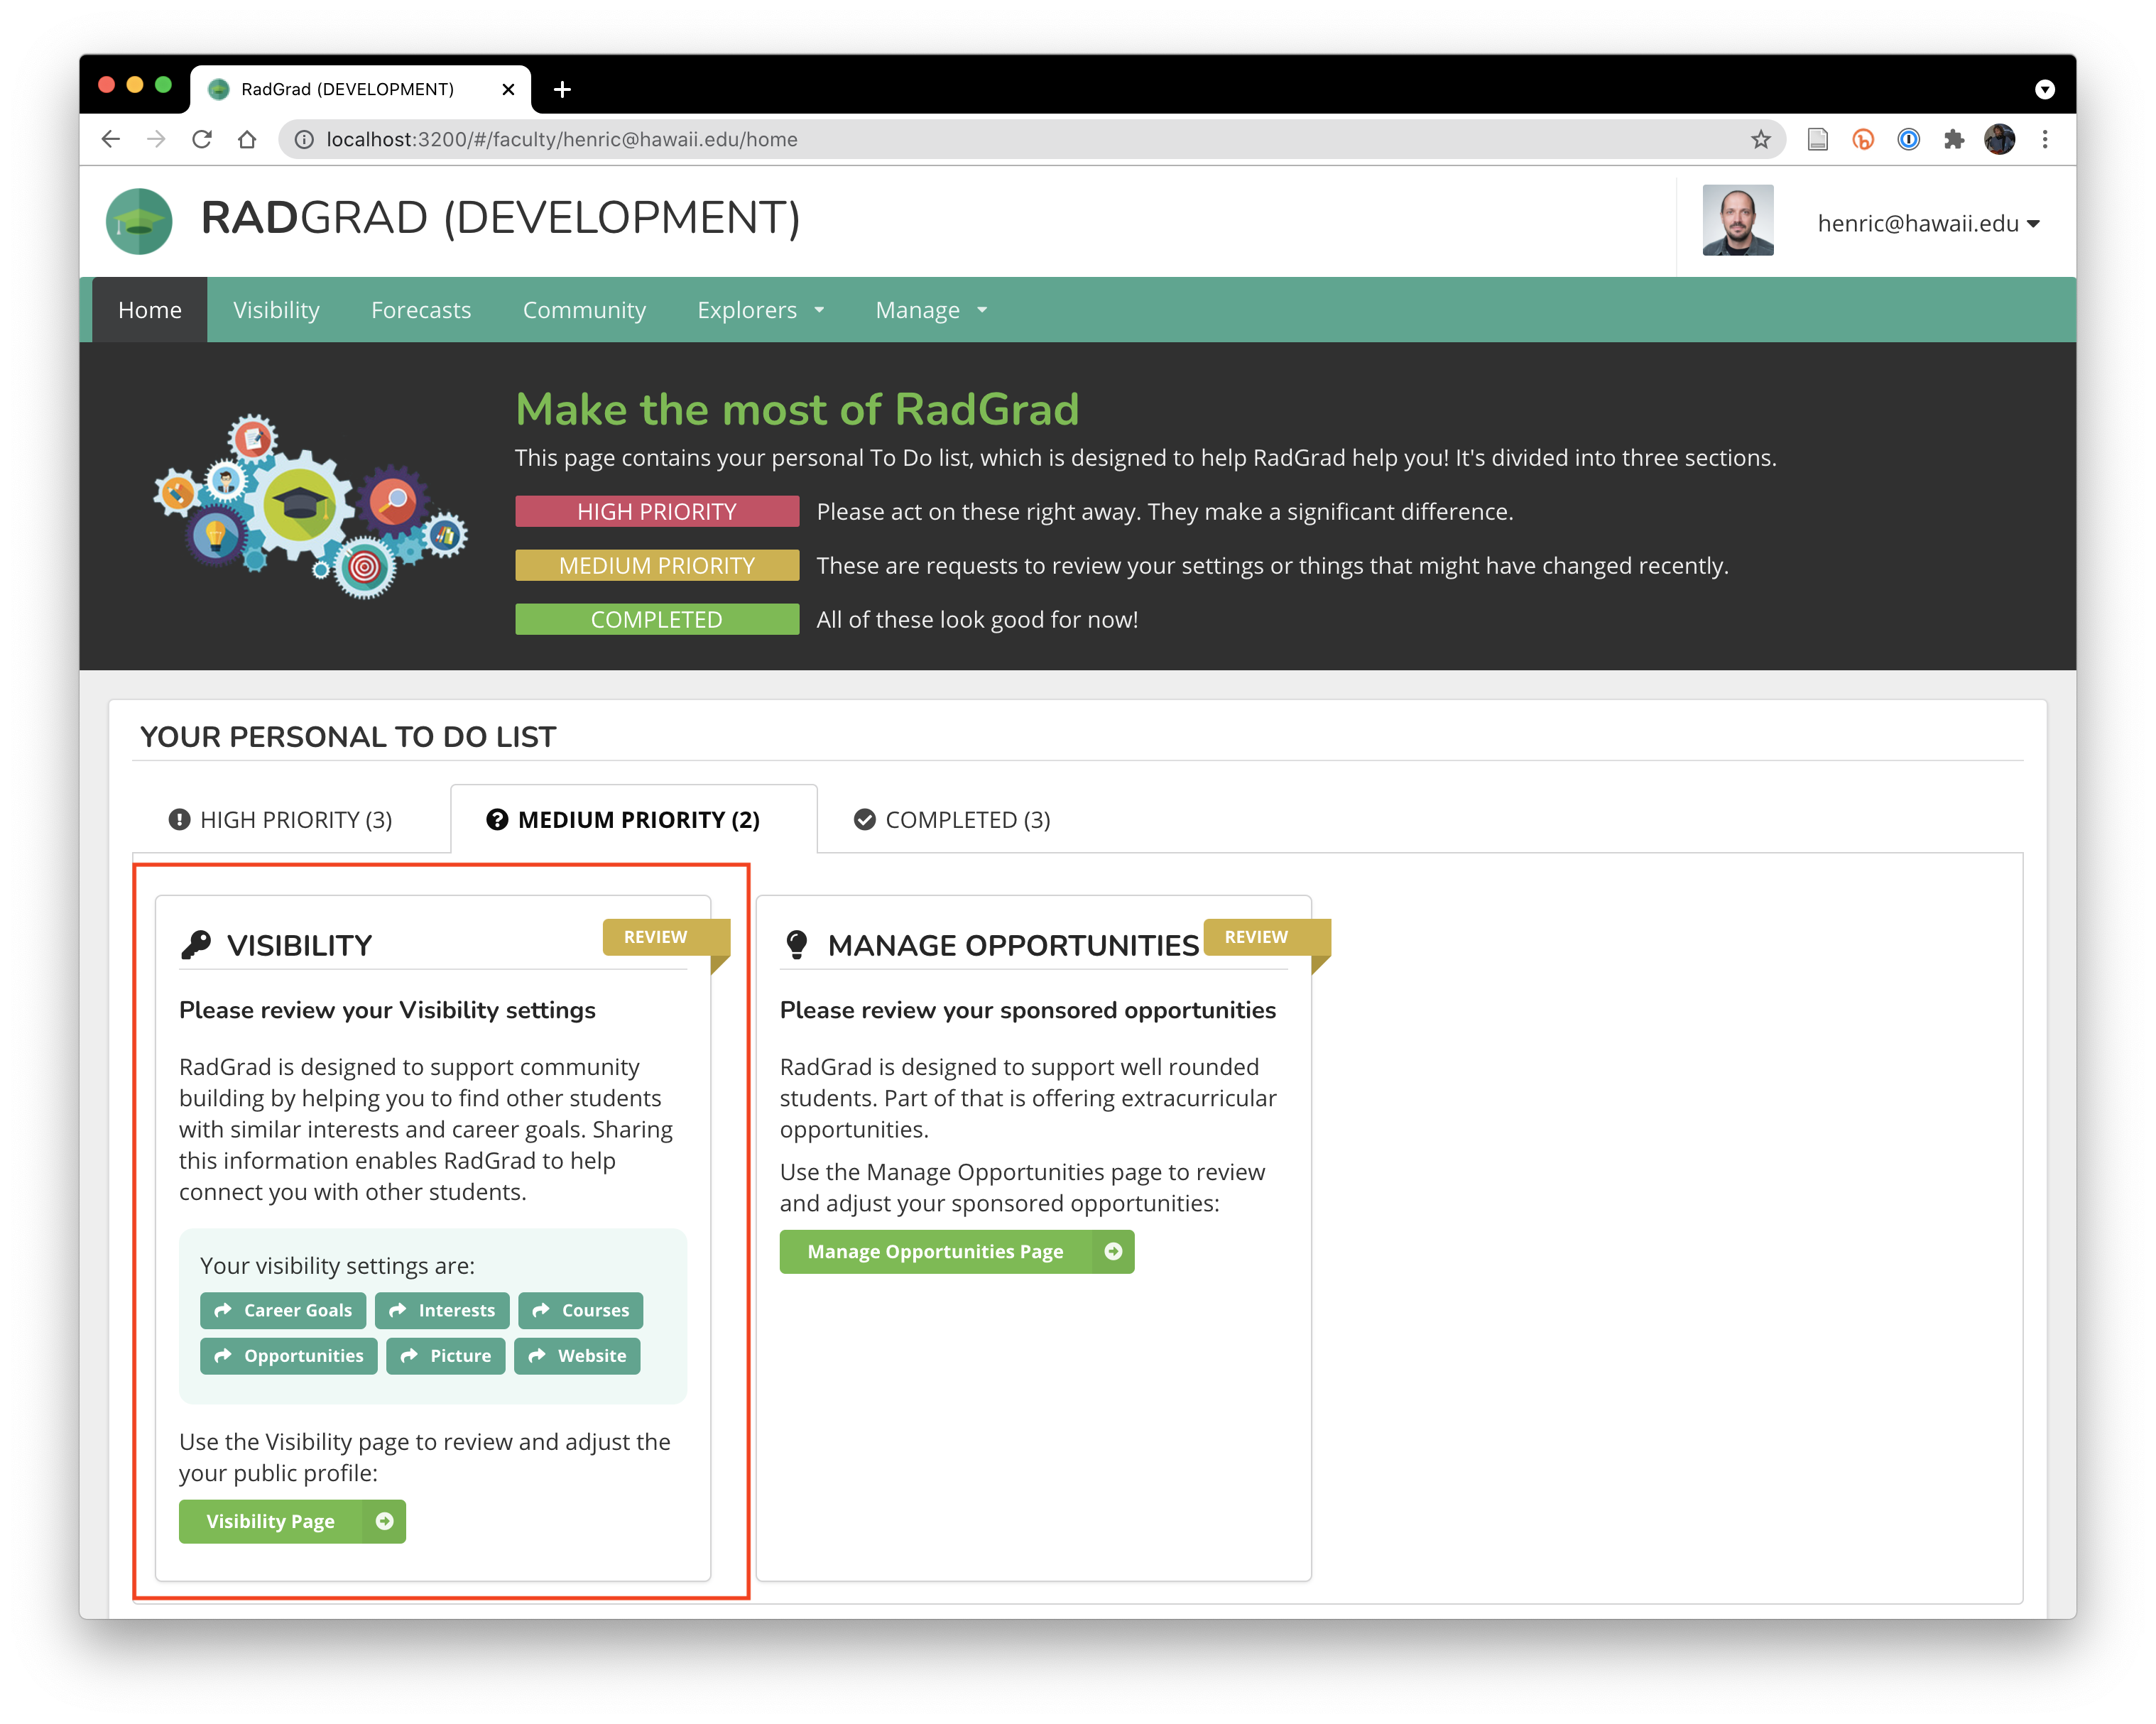 RadGrad (DEVELOPMENT)
localhost:3200/#/faculty/henric@hawaii.edu/home
RADGRAD (DEVELOPMENT)
henric@hawaii.edu
Home Visibility Forecasts Community Explorers Manage
Make the most of RadGrad
This page contains your personal To Do list, which is designed to help RadGrad help you! It's divided into three sections.
HIGH PRIORITY Please act on these right away. They make a significant difference.
MEDIUM PRIORITY These are requests to review your settings or things that might have changed recently.
COMPLETED All of these look good for now!
YOUR PERSONAL TO DO LIST
HIGH PRIORITY (3) MEDIUM PRIORITY (2) COMPLETED (3)
VISIBILITY
REVIEW
Please review your Visibility settings
RadGrad is designed to support community
building by helping you to find other students
with similar interests and career goals. Sharing
this information enables RadGrad to help
connect you with other students.
Your visibility settings are:
Career Goals Interests Courses
Opportunities Picture Website
Use the Visibility page to review and adjust the
your public profile:
Visibility Page
MANAGE OPPORTUNITIES
REVIEW
Please review your sponsored opportunities
RadGrad is designed to support well rounded
students. Part of that is offering extracurricular
opportunities.
Use the Manage Opportunities page to review
and adjust your sponsored opportunities:
Manage Opportunities Page